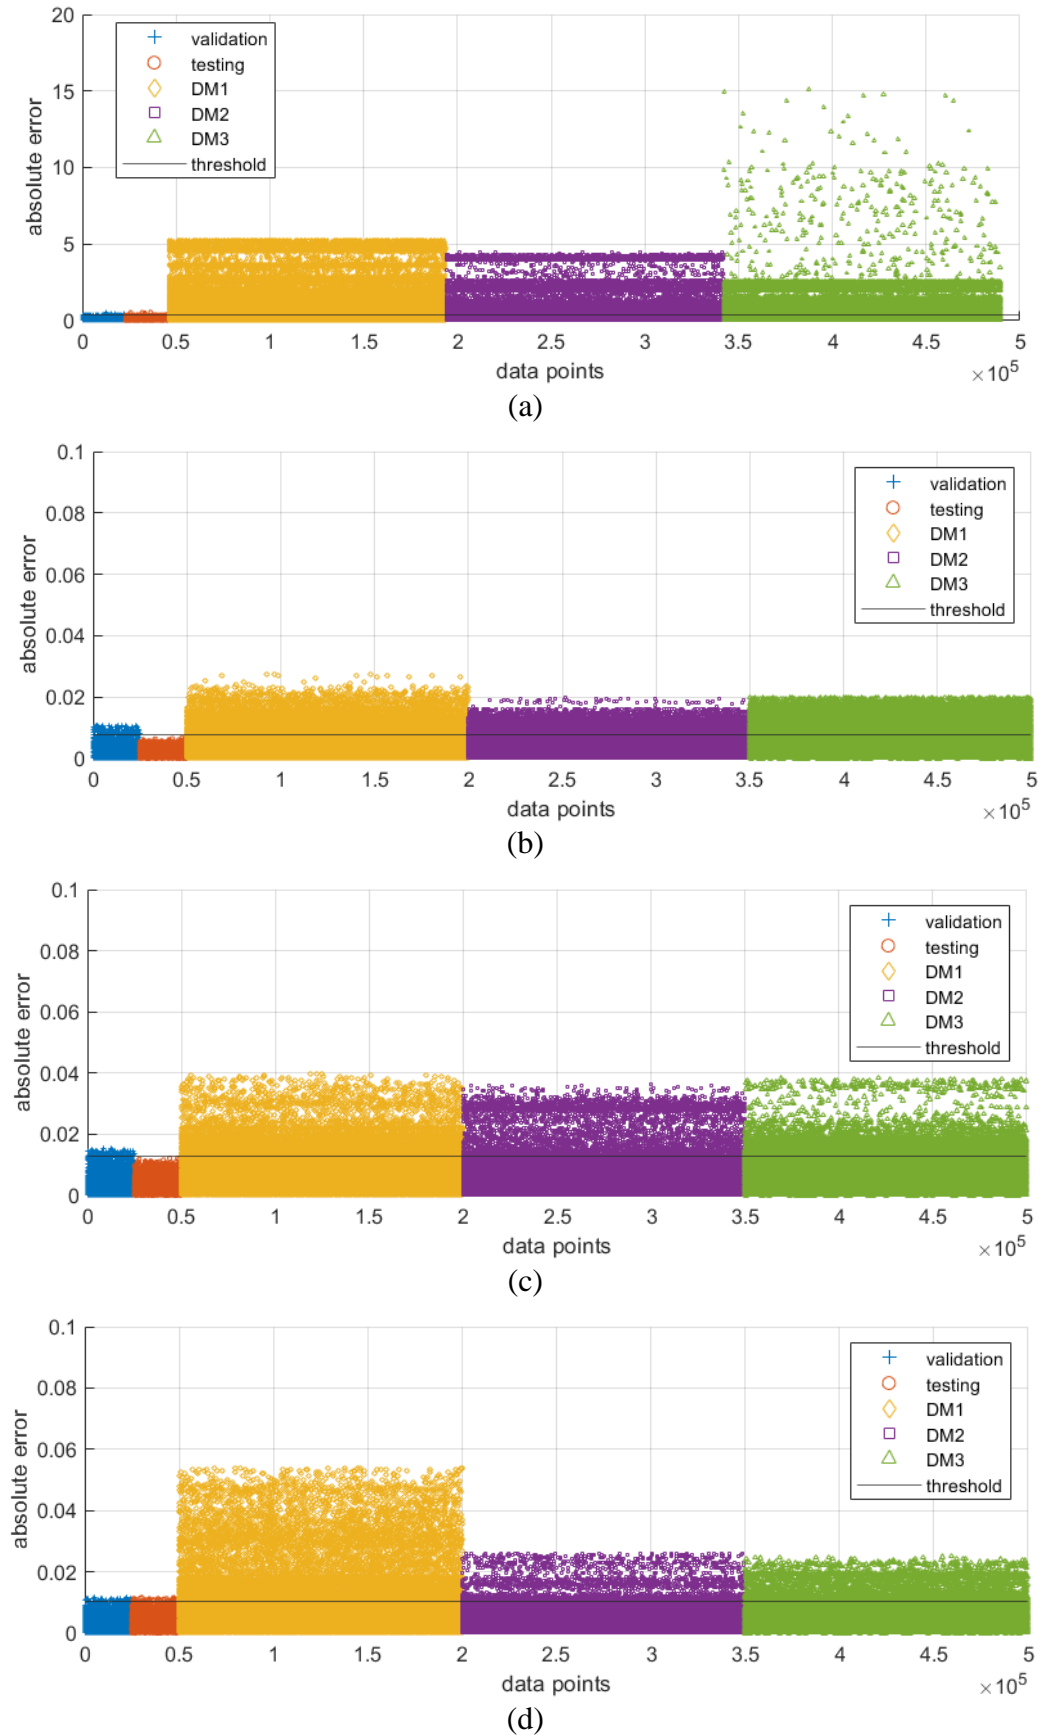 20
15
10
5
0
absolute error
validation
testing
DM1
DM2
DM3
threshold
0 0.5 1 1.5 2 2.5 3 3.5 4 4.5 5
data points
×10^5
(a)
0.1
0.08
0.06
0.04
0.02
0
absolute error
validation
testing
DM1
DM2
DM3
threshold
0 0.5 1 1.5 2 2.5 3 3.5 4 4.5 5
data points
×10^5
(b)
0.1
0.08
0.06
0.04
0.02
0
absolute error
validation
testing
DM1
DM2
DM3
threshold
0 0.5 1 1.5 2 2.5 3 3.5 4 4.5 5
data points
×10^5
(c)
0.1
0.08
0.06
0.04
0.02
0
absolute error
validation
testing
DM1
DM2
DM3
threshold
0 0.5 1 1.5 2 2.5 3 3.5 4 4.5 5
data points
×10^5
(d)